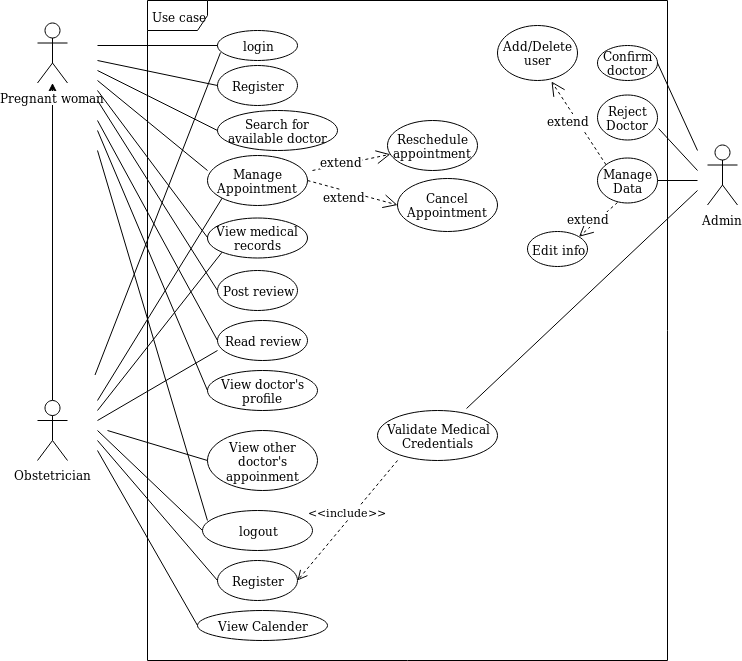 Use case
login
Register
Search for
available doctor
Manage
Appointment
View medical
records
Post review
Read review
View doctor's
profile
View other
doctor's
appoinment
logout
Register
View Calender
Pregnant woman
Obstetrician
extend
extend
Reschedule
appointment
Cancel
Appointment
Add/Delete
user
Confirm
doctor
Reject
Doctor
extend
Manage
Data
extend
Edit info
Admin
Validate Medical
Credentials
<<include>>